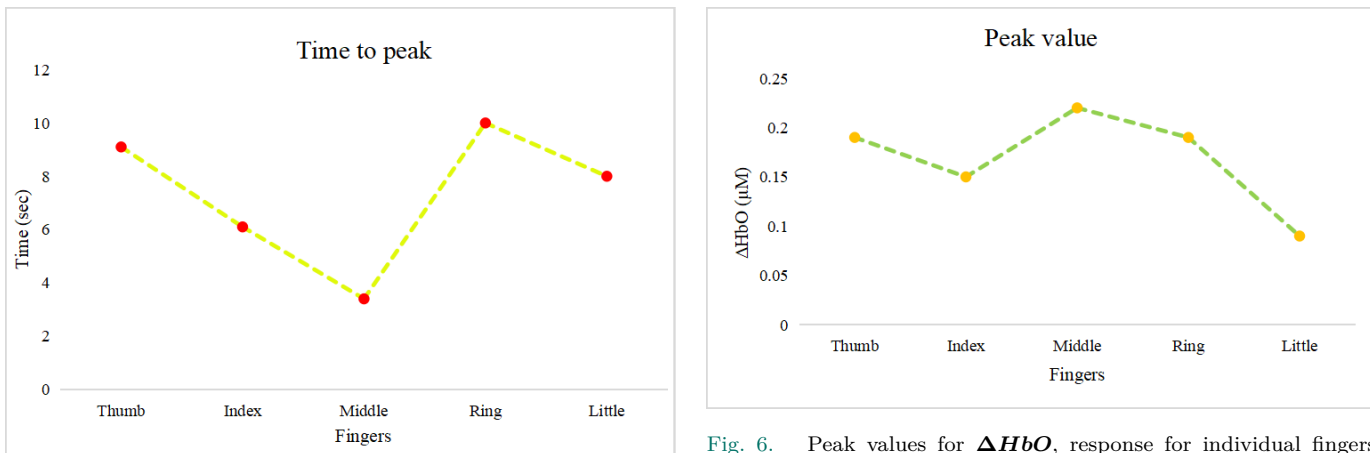 Time to peak
12
10
8
6
4
2
0
Time (sec)
Thumb Index Middle Ring Little
Fingers
Peak value
0.25
0.2
0.15
0.1
0.05
0
ΔHbO (μM)
Thumb Index Middle Ring Little
Fingers
Fig. 6. Peak values for ΔHbO, response for individual fingers